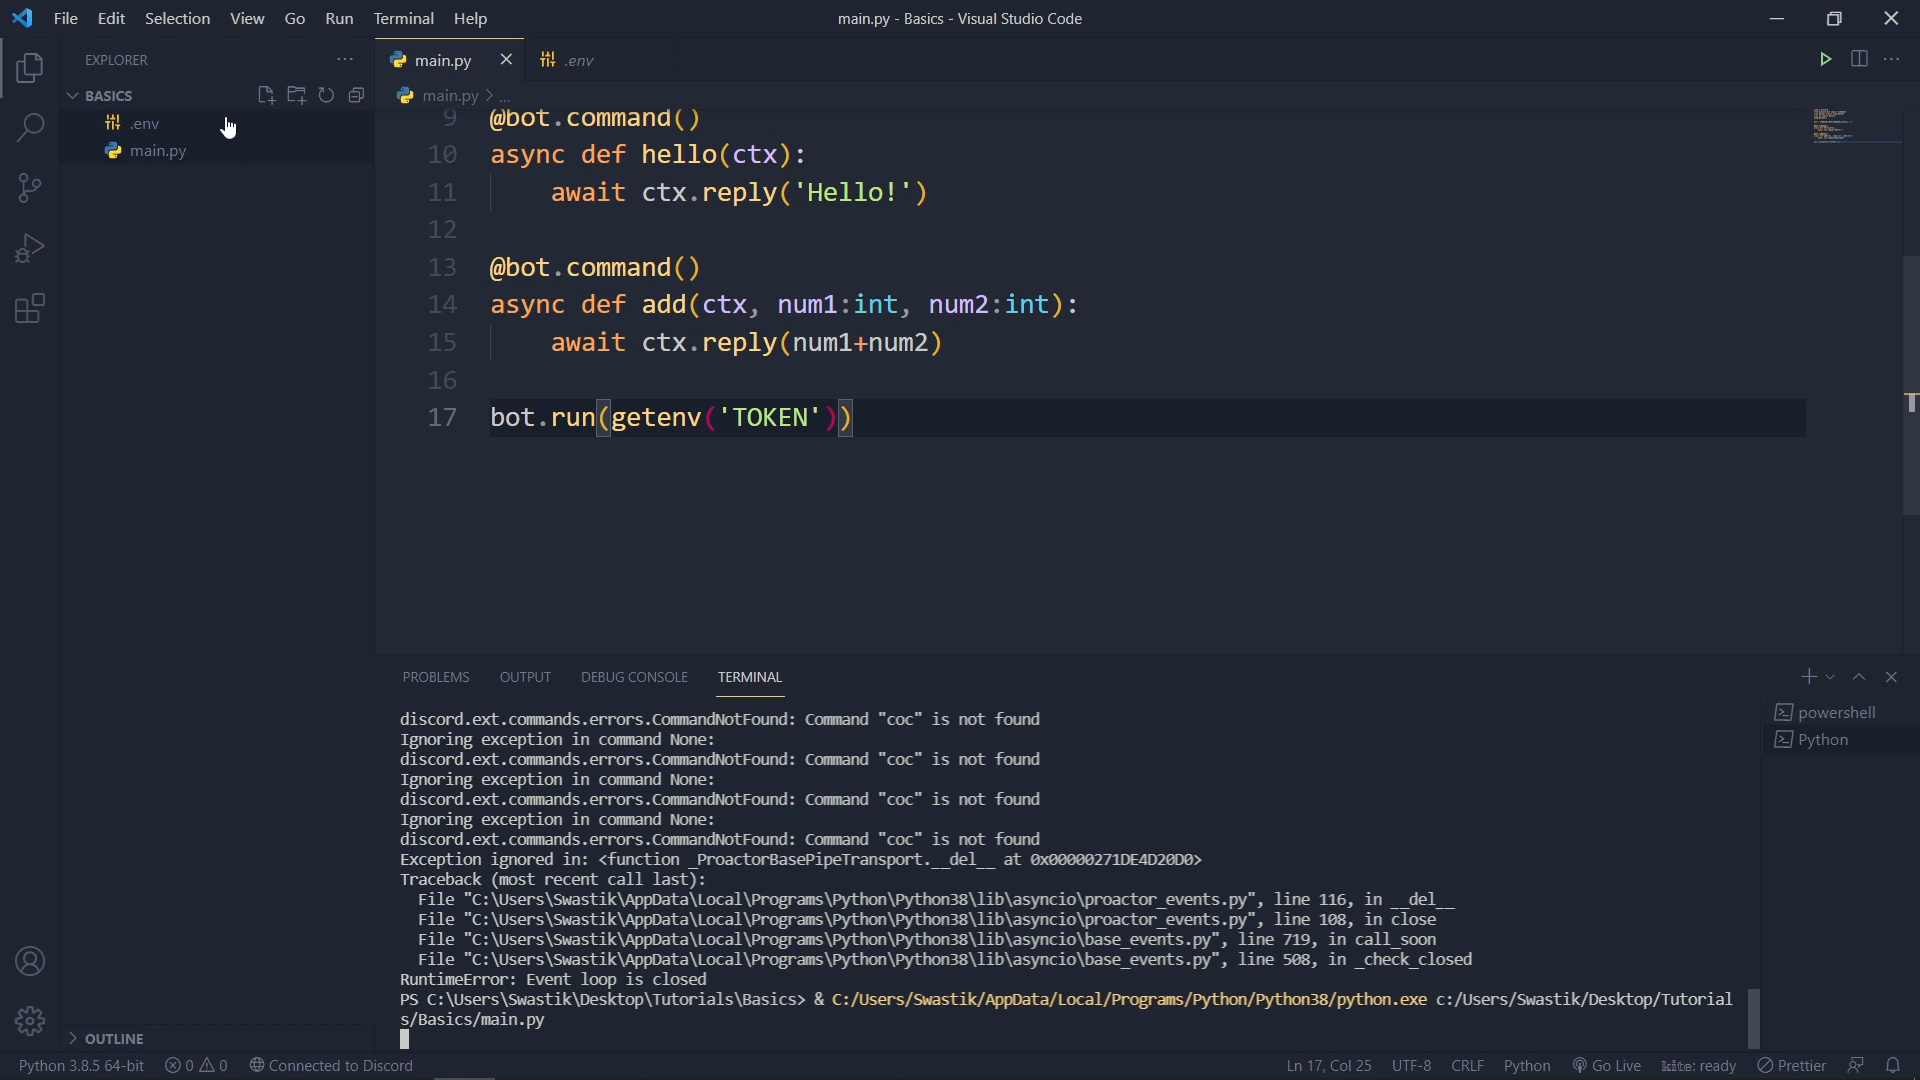 File Edit Selection View Go Run Terminal Help
main.py - Basics - Visual Studio Code
EXPLORER
BASICS
.env
main.py
main.py
.env
main.py > ...
9 @bot.command()
10 async def hello(ctx):
11 await ctx.reply('Hello!')
12
13 @bot.command()
14 async def add(ctx, num1:int, num2:int):
15 await ctx.reply(num1+num2)
16
17 bot.run(getenv('TOKEN'))
PROBLEMS OUTPUT DEBUG CONSOLE TERMINAL
powershell
Python
discord.ext.commands.errors.CommandNotFound: Command "coc" is not found
Ignoring exception in command None:
discord.ext.commands.errors.CommandNotFound: Command "coc" is not found
Ignoring exception in command None:
discord.ext.commands.errors.CommandNotFound: Command "coc" is not found
Ignoring exception in command None:
discord.ext.commands.errors.CommandNotFound: Command "coc" is not found
Exception ignored in: <function _ProactorBasePipeTransport.__del__ at 0x00000271DE4D20D0>
Traceback (most recent call last):
File "C:\Users\Swastik\AppData\Local\Programs\Python\Python38\lib\asyncio\proactor_events.py", line 116, in __del__
File "C:\Users\Swastik\AppData\Local\Programs\Python\Python38\lib\asyncio\proactor_events.py", line 108, in close
File "C:\Users\Swastik\AppData\Local\Programs\Python\Python38\lib\asyncio\base_events.py", line 719, in call_soon
File "C:\Users\Swastik\AppData\Local\Programs\Python\Python38\lib\asyncio\base_events.py", line 508, in _check_closed
RuntimeError: Event loop is closed
PS C:\Users\Swastik\Desktop\Tutorials\Basics> & C:/Users/Swastik/AppData/Local/Programs/Python/Python38/python.exe c:/Users/Swastik/Desktop/Tutorial
s/Basics/main.py
OUTLINE
Python 3.8.5 64-bit 0 0 Connected to Discord
Ln 17, Col 25 UTF-8 CRLF Python Go Live kite: ready Prettier